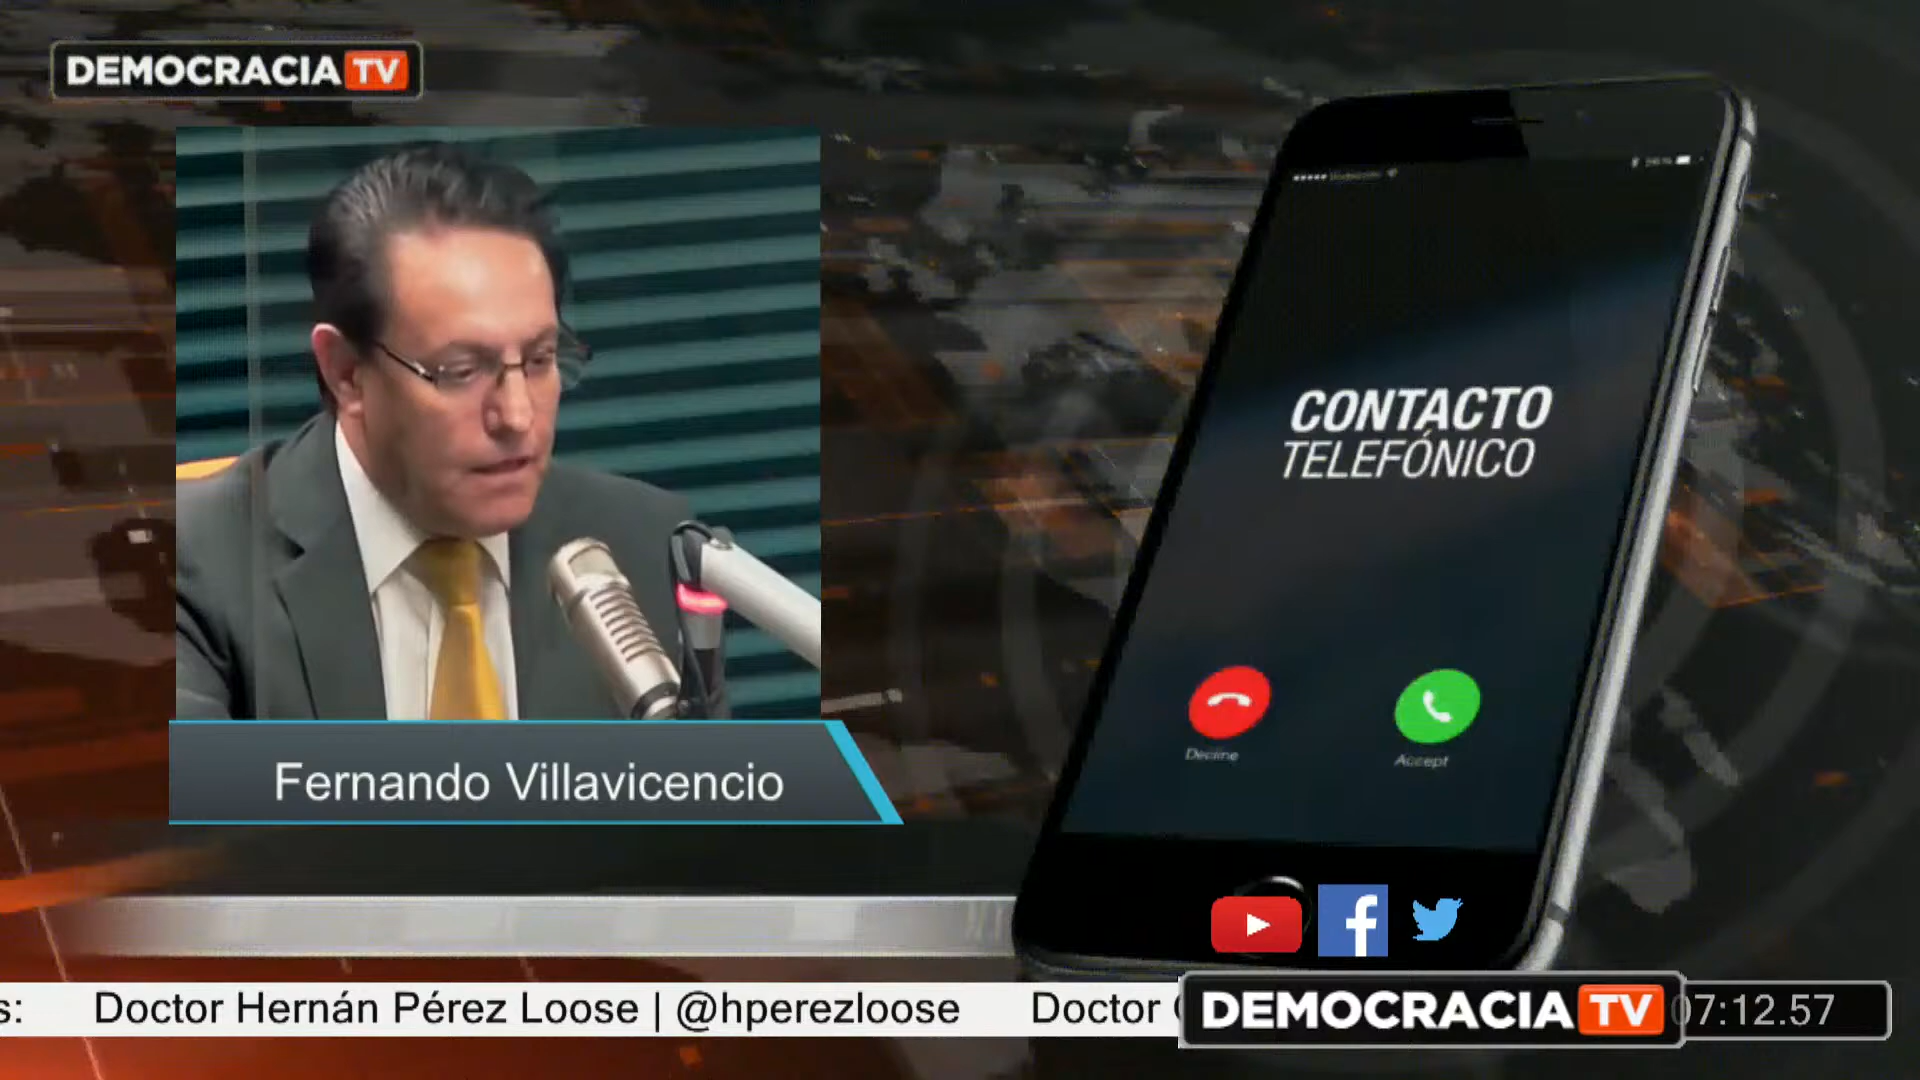 DEMOCRACIA TV
CONTACTO
TELEFÓNICO
Decline
Accept
Fernando Villavicencio
s: Doctor Hernán Pérez Loose | @hperezloose Doctor
DEMOCRACIA TV
07:12.57